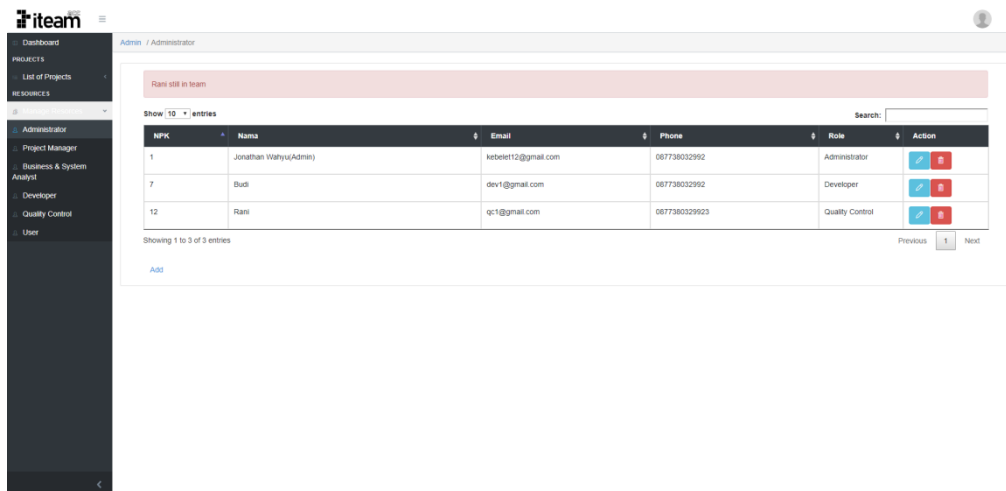 iteam
Dashboard
Admin / Administrator
PROJECTS
List of Projects
RESOURCES
Administrator
Project Manager
Business & System
Analyst
Developer
Quality Control
User
Rani still in team
Show 10 entries
Search:
NPK Nama Email Phone Role Action
1 Jonathan Wahyu(Admin) kebelet12@gmail.com 087738032992 Administrator
7 Budi dev1@gmail.com 087738032992 Developer
12 Rani qc1@gmail.com 0877380329923 Quality Control
Showing 1 to 3 of 3 entries
Previous 1 Next
Add